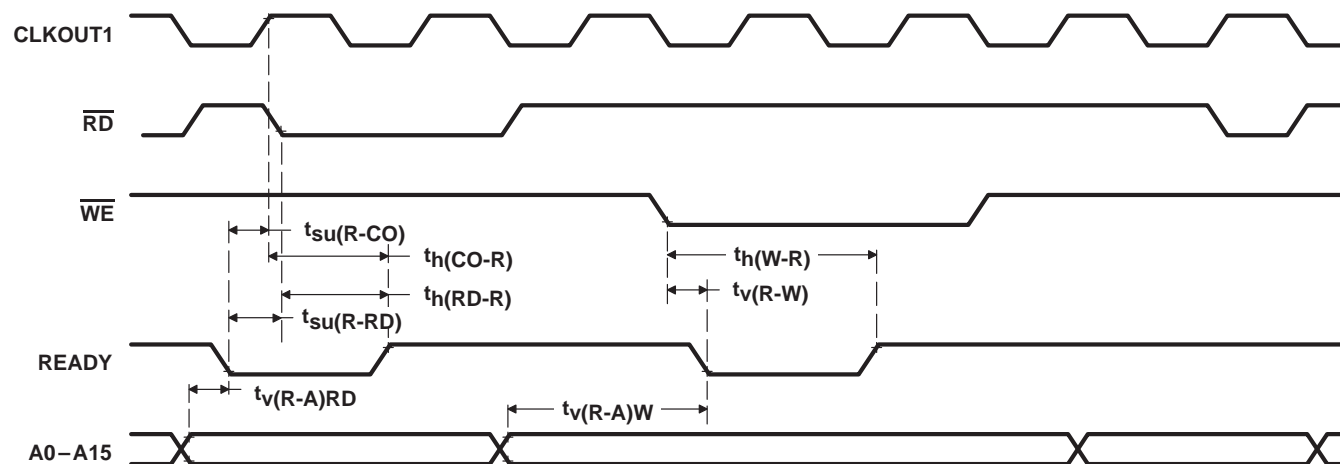 CLKOUT1
RD
WE
tsu(R-CO)
th(CO-R)
th(W-R)
th(RD-R)
tv(R-W)
tsu(R-RD)
READY
tv(R-A)RD
tv(R-A)W
A0–A15